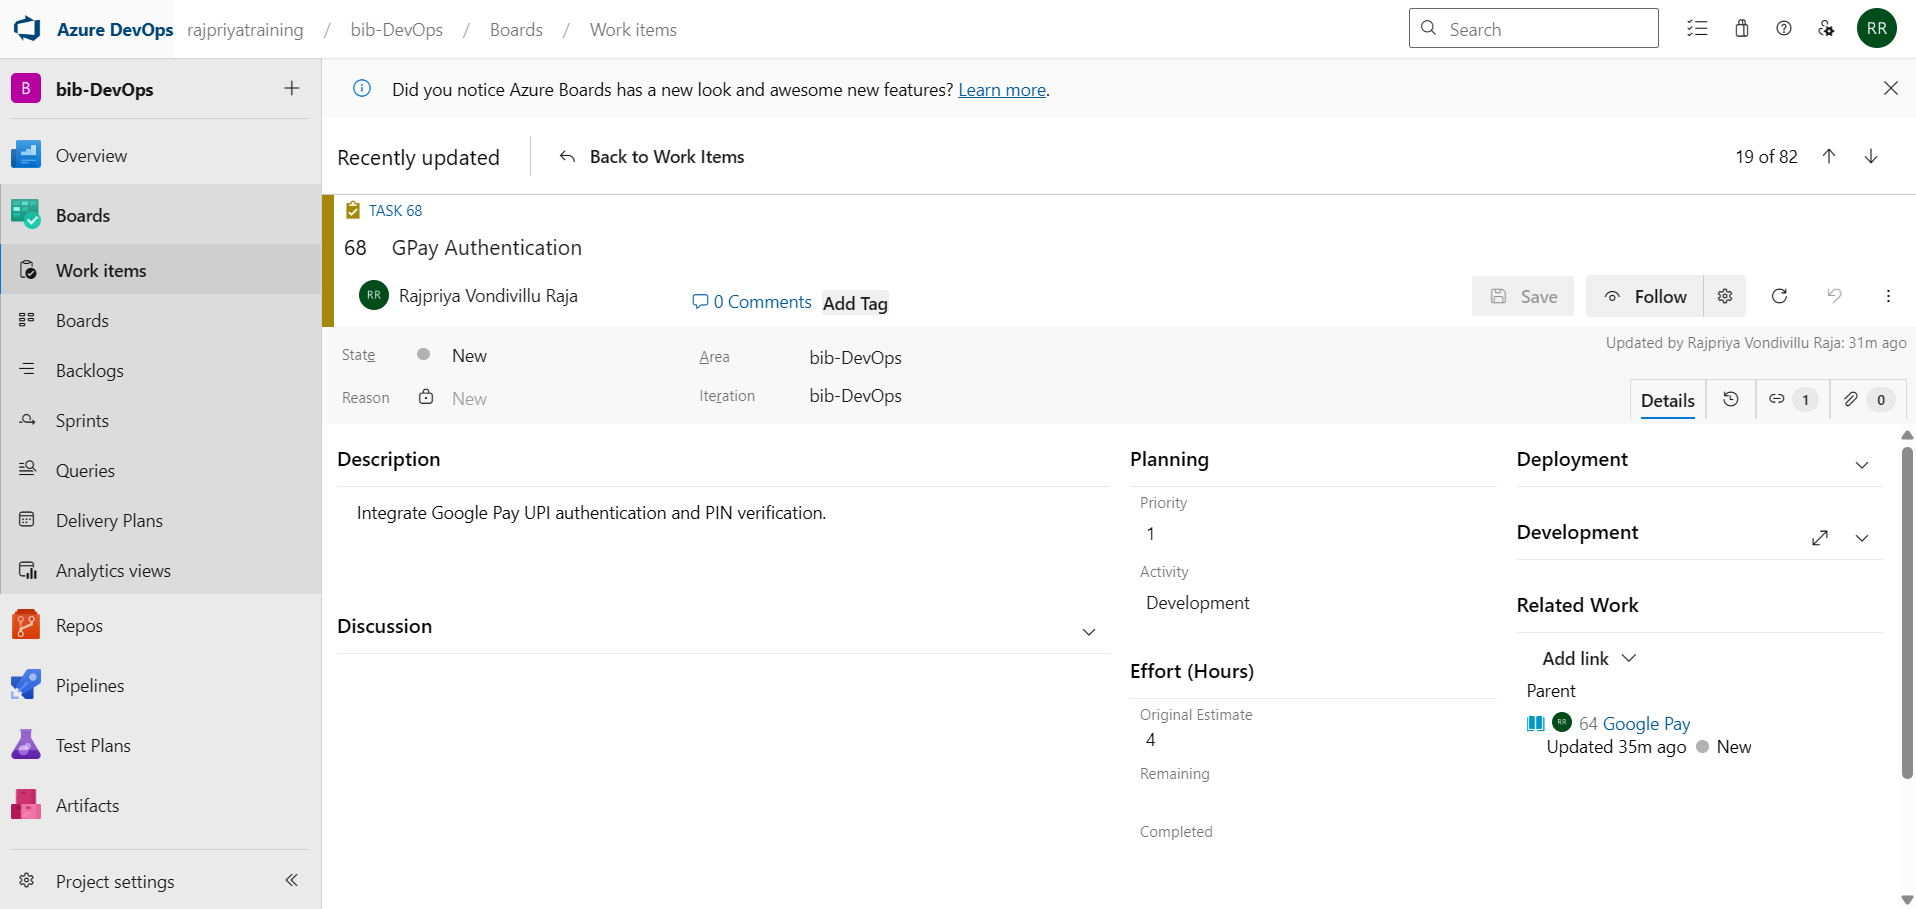 Azure DevOps rajpriyatraining / bib-DevOps / Boards / Work items Search RR
B bib-DevOps
Did you notice Azure Boards has a new look and awesome new features? Learn more.
Overview
Boards
Work items
Boards
Backlogs
Sprints
Queries
Delivery Plans
Analytics views
Repos
Pipelines
Test Plans
Artifacts
Project settings
Recently updated Back to Work Items 19 of 82
TASK 68
68 GPay Authentication
RR Rajpriya Vondivillu Raja 0 Comments Add Tag Save Follow
State New Area bib-DevOps Updated by Rajpriya Vondivillu Raja: 31m ago
Reason New Iteration bib-DevOps
Details 1 0
Description
Integrate Google Pay UPI authentication and PIN verification.
Discussion
Planning
Priority
1
Activity
Development
Effort (Hours)
Original Estimate
4
Remaining
Completed
Deployment
Development
Related Work
Add link
Parent
RR 64 Google Pay
Updated 35m ago New